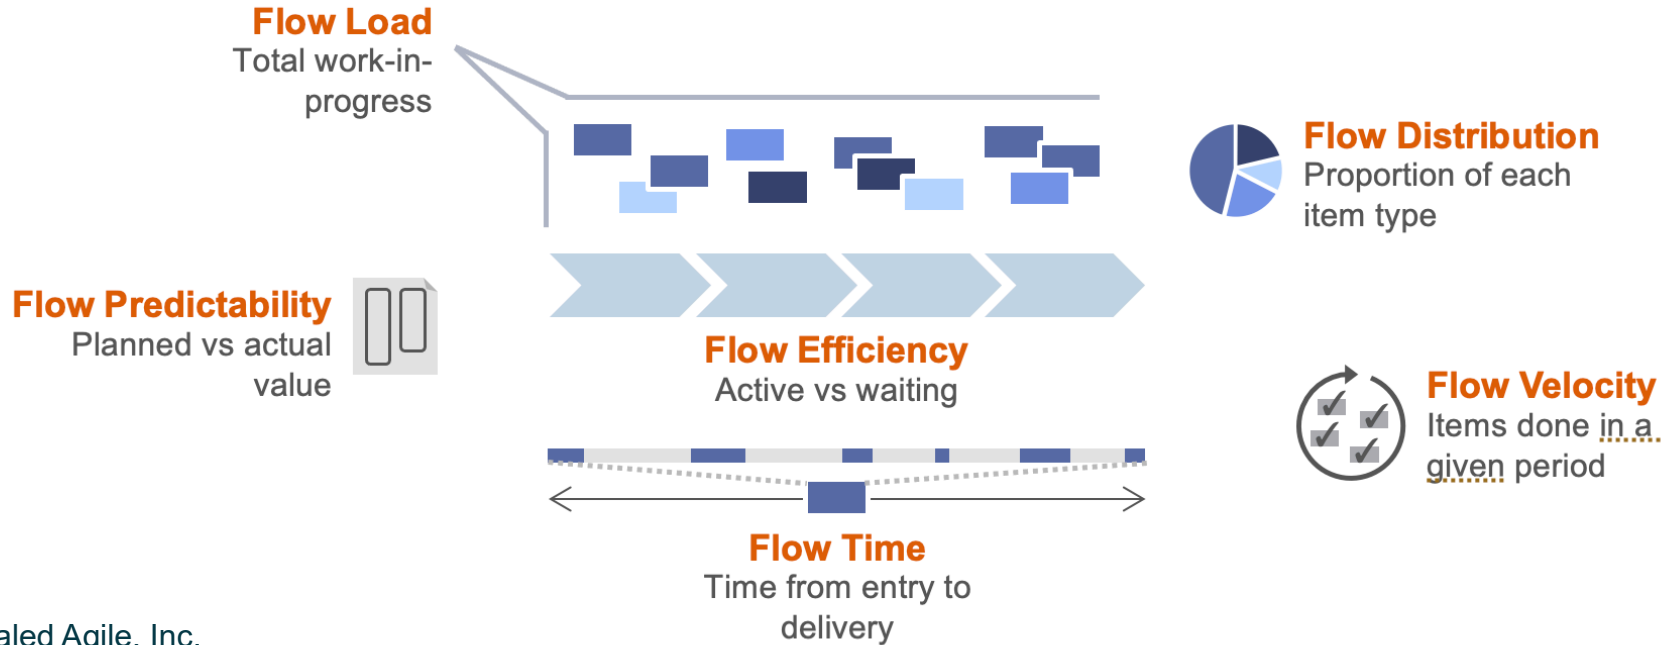 Flow Load
Total work-in-
progress
Flow Distribution
Proportion of each
item type
Flow Predictability
Planned vs actual
value
Flow Efficiency
Active vs waiting
Flow Velocity
Items done in a
given period
Flow Time
Time from entry to
delivery
Agile, Inc.